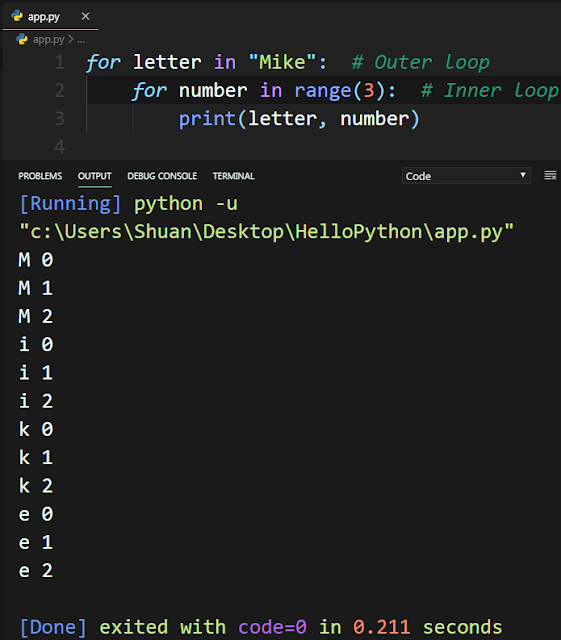 app.py ×
app.py > ...
1 for letter in "Mike":  # Outer loop
2     for number in range(3):  # Inner loop
3         print(letter, number)
4
PROBLEMS OUTPUT DEBUG CONSOLE TERMINAL Code
[Running] python -u
"c:\Users\Shuan\Desktop\HelloPython\app.py"
M 0
M 1
M 2
i 0
i 1
i 2
k 0
k 1
k 2
e 0
e 1
e 2
[Done] exited with code=0 in 0.211 seconds